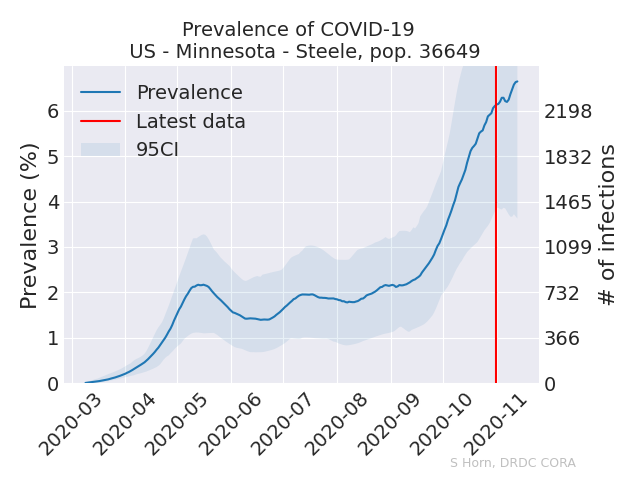 Prevalence of COVID-19
US - Minnesota - Steele, pop. 36649
Prevalence
Latest data
95CI
Prevalence (%)
6
5
4
3
2
1
0
2198
1832
1465
1099
732
366
0
# of infections
2020-03
2020-04
2020-05
2020-06
2020-07
2020-08
2020-09
2020-10
2020-11
S Horn, DRDC CORA